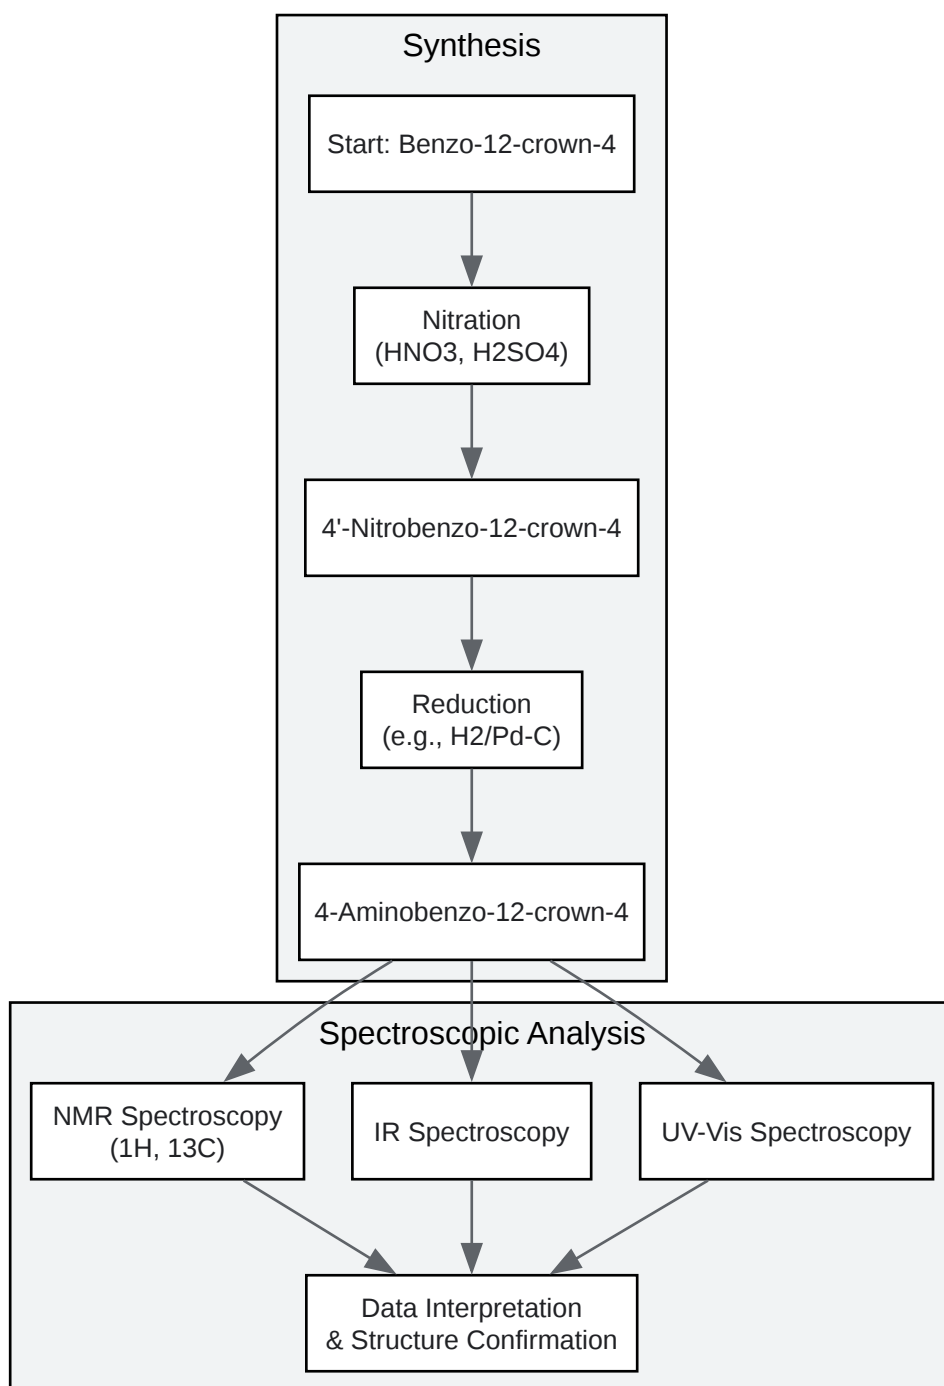 Synthesis
Start: Benzo-12-crown-4
Nitration
(HNO3, H2SO4)
4'-Nitrobenzo-12-crown-4
Reduction
(e.g., H2/Pd-C)
4-Aminobenzo-12-crown-4
Spectroscopic Analysis
NMR Spectroscopy
(1H, 13C)
IR Spectroscopy
UV-Vis Spectroscopy
Data Interpretation
& Structure Confirmation